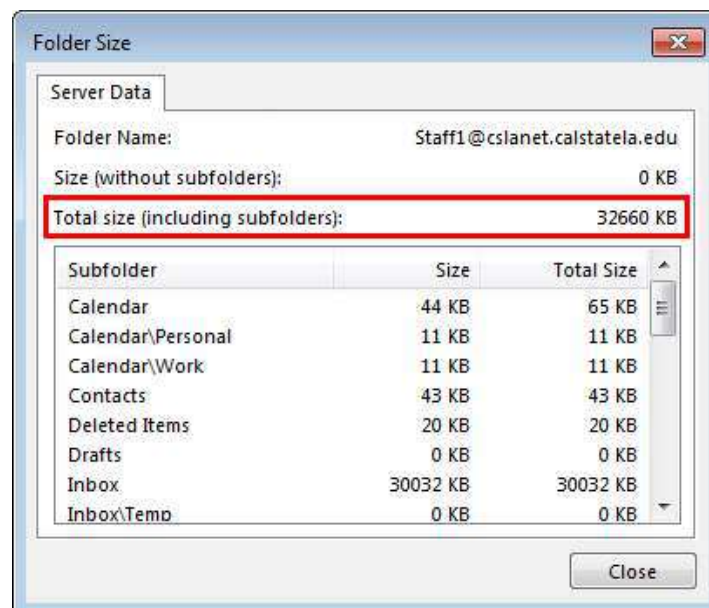 Folder Size
Server Data
Folder Name: Staff1@cslanet.calstatela.edu
Size (without subfolders): 0 KB
Total size (including subfolders): 32660 KB
Subfolder Size Total Size
Calendar 44 KB 65 KB
Calendar\Personal 11 KB 11 KB
Calendar\Work 11 KB 11 KB
Contacts 43 KB 43 KB
Deleted Items 20 KB 20 KB
Drafts 0 KB 0 KB
Inbox 30032 KB 30032 KB
Inbox\Temp 0 KB 0 KB
Close